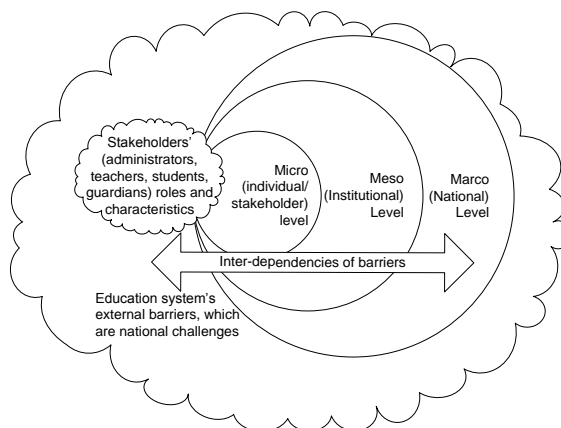 Stakeholders'
(administrators,
teachers, students,
guardians) roles and
characteristics
Micro
(individual/
stakeholder)
level
Meso
(Institutional)
Level
Marco
(National)
Level
Inter-dependencies of barriers
Education system's
external barriers, which
are national challenges